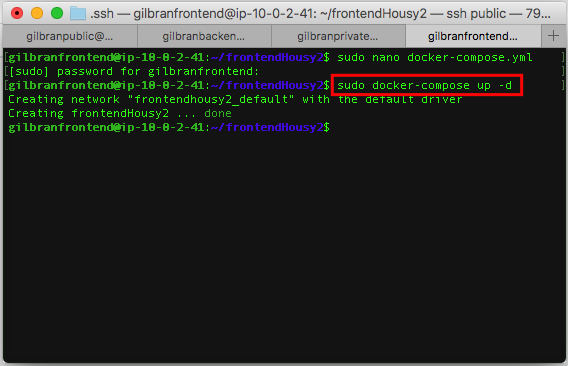 .ssh — gilbranfrontend@ip-10-0-2-41: ~/frontendHousy2 — ssh public — 79...
gilbranpublic@... gilbranbacken... gilbranprivate... gilbranfrontend... +
[gilbranfrontend@ip-10-0-2-41:~/frontendHousy2$ sudo nano docker-compose.yml ]
[[sudo] password for gilbranfrontend: ]
[gilbranfrontend@ip-10-0-2-41:~/frontendHousy2$ sudo docker-compose up -d ]
Creating network "frontendhousy2_default" with the default driver
Creating frontendHousy2 ... done
gilbranfrontend@ip-10-0-2-41:~/frontendHousy2$